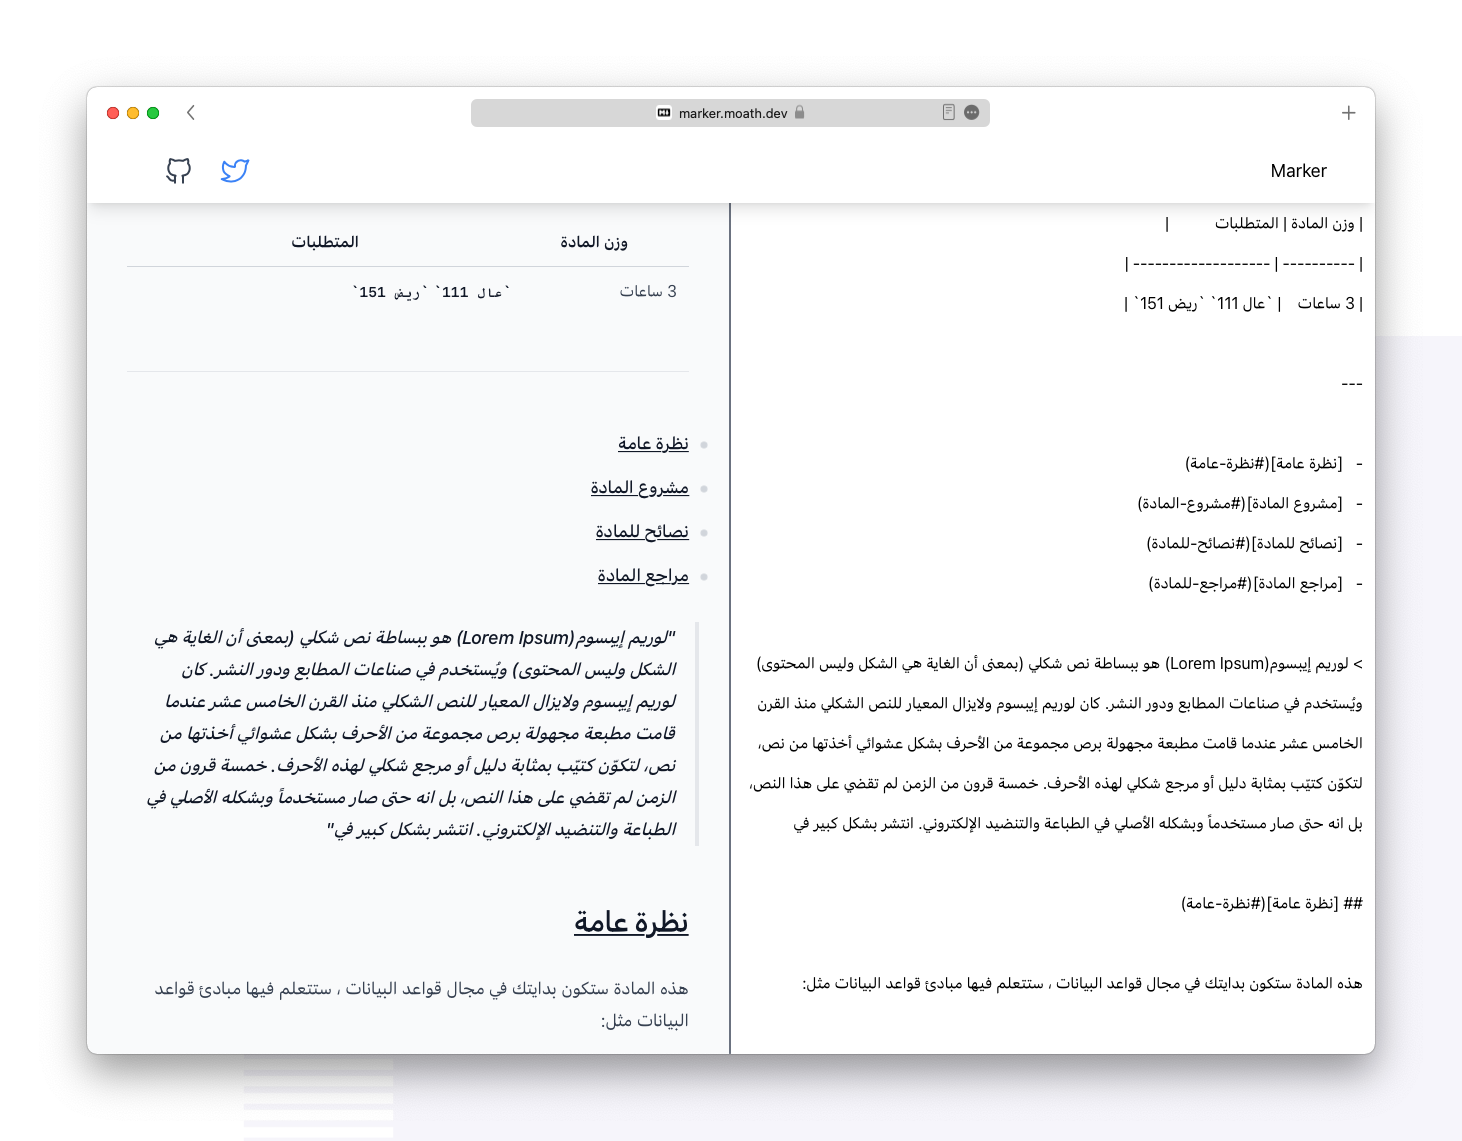 marker.moath.dev
Marker
| وزن المادة | المتطلبات |
| ---------- | ------------------- |
| 3 ساعات | `عال 111` `ريض 151` |
---
- [نظرة عامة](#نظرة-عامة)
- [مشروع المادة](#مشروع-المادة)
- [نصائح للمادة](#نصائح-للمادة)
- [مراجع المادة](#مراجع-للمادة)
> لوريم إيبسوم(Lorem Ipsum) هو ببساطة نص شكلي (بمعنى أن الغاية هي الشكل وليس المحتوى)
ويُستخدم في صناعات المطابع ودور النشر. كان لوريم إيبسوم ولايزال المعيار للنص الشكلي منذ القرن
الخامس عشر عندما قامت مطبعة مجهولة برص مجموعة من الأحرف بشكل عشوائي أخذتها من نص،
لتكوّن كتيّب بمثابة دليل أو مرجع شكلي لهذه الأحرف. خمسة قرون من الزمن لم تقضي على هذا النص،
بل انه حتى صار مستخدماً وبشكله الأصلي في الطباعة والتنضيد الإلكتروني. انتشر بشكل كبير في
## [نظرة عامة](#نظرة-عامة)
هذه المادة ستكون بدايتك في مجال قواعد البيانات ، ستتعلم فيها مبادئ قواعد البيانات مثل:
وزن المادة المتطلبات
3 ساعات `عال 111` `ريض 151`
نظرة عامة
مشروع المادة
نصائح للمادة
مراجع المادة
"لوريم إيبسوم(Lorem Ipsum) هو ببساطة نص شكلي (بمعنى أن الغاية هي
الشكل وليس المحتوى) ويُستخدم في صناعات المطابع ودور النشر. كان
لوريم إيبسوم ولايزال المعيار للنص الشكلي منذ القرن الخامس عشر عندما
قامت مطبعة مجهولة برص مجموعة من الأحرف بشكل عشوائي أخذتها من
نص، لتكوّن كتيّب بمثابة دليل أو مرجع شكلي لهذه الأحرف. خمسة قرون من
الزمن لم تقضي على هذا النص، بل انه حتى صار مستخدماً وبشكله الأصلي في
الطباعة والتنضيد الإلكتروني. انتشر بشكل كبير في"
نظرة عامة
هذه المادة ستكون بدايتك في مجال قواعد البيانات ، ستتعلم فيها مبادئ قواعد
البيانات مثل: